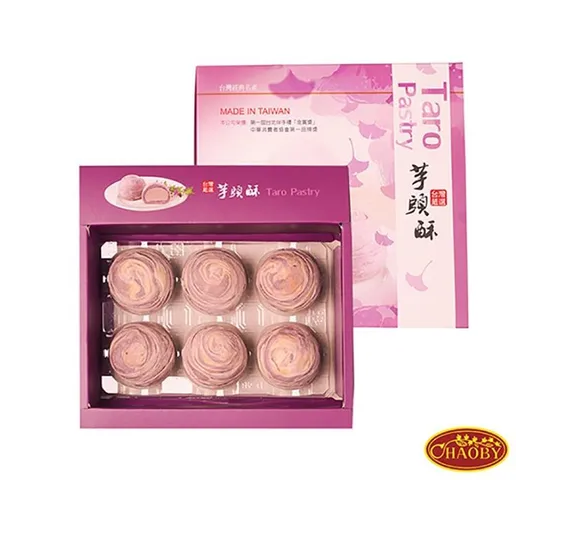 台灣經典名產
MADE IN TAIWAN
Taro
Pastry
台灣
嚴選
芋頭酥
台灣
嚴選
芋頭酥 Taro Pastry
CHAOBY